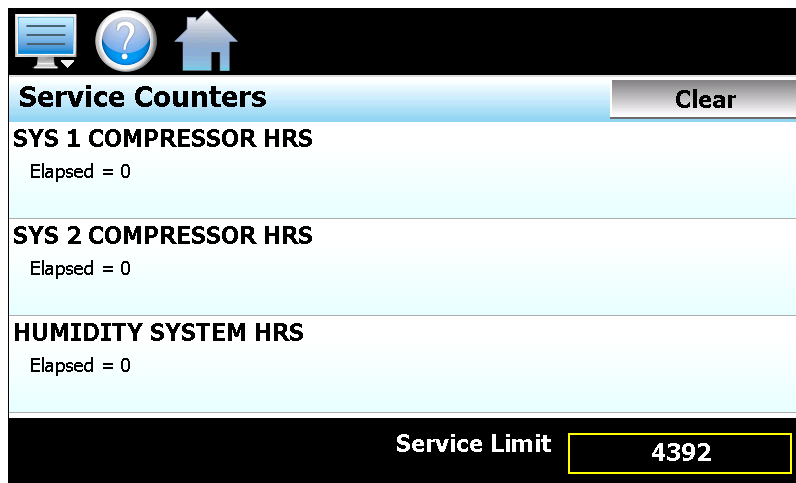 ?
Service Counters Clear
SYS 1 COMPRESSOR HRS
Elapsed = 0
SYS 2 COMPRESSOR HRS
Elapsed = 0
HUMIDITY SYSTEM HRS
Elapsed = 0
Service Limit 4392